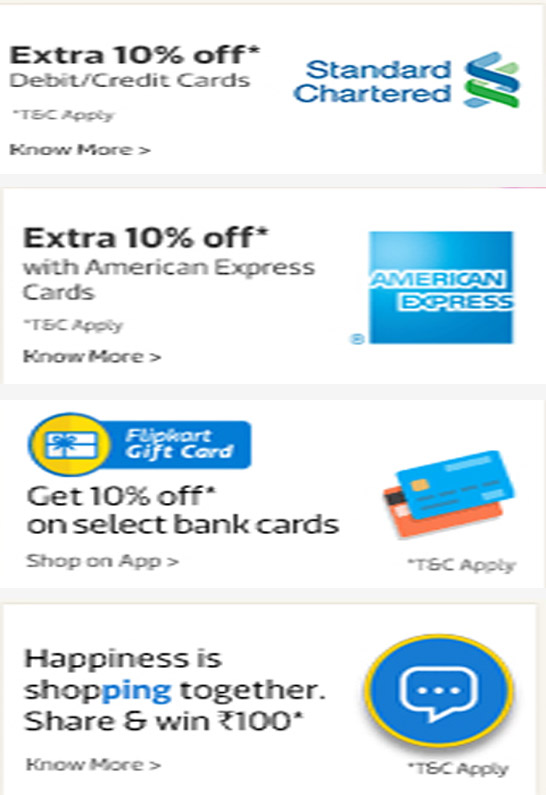 Extra 10% off*
Debit/Credit Cards
*T&C Apply
Know More >
Standard
Chartered
Extra 10% off*
with American Express
Cards
*T&C Apply
Know More >
AMERICAN
EXPRESS
®
Flipkart
Gift Card
Get 10% off*
on select bank cards
Shop on App >
*T&C Apply
Happiness is
shopping together.
Share & win ₹100*
Know More >
*T&C Apply